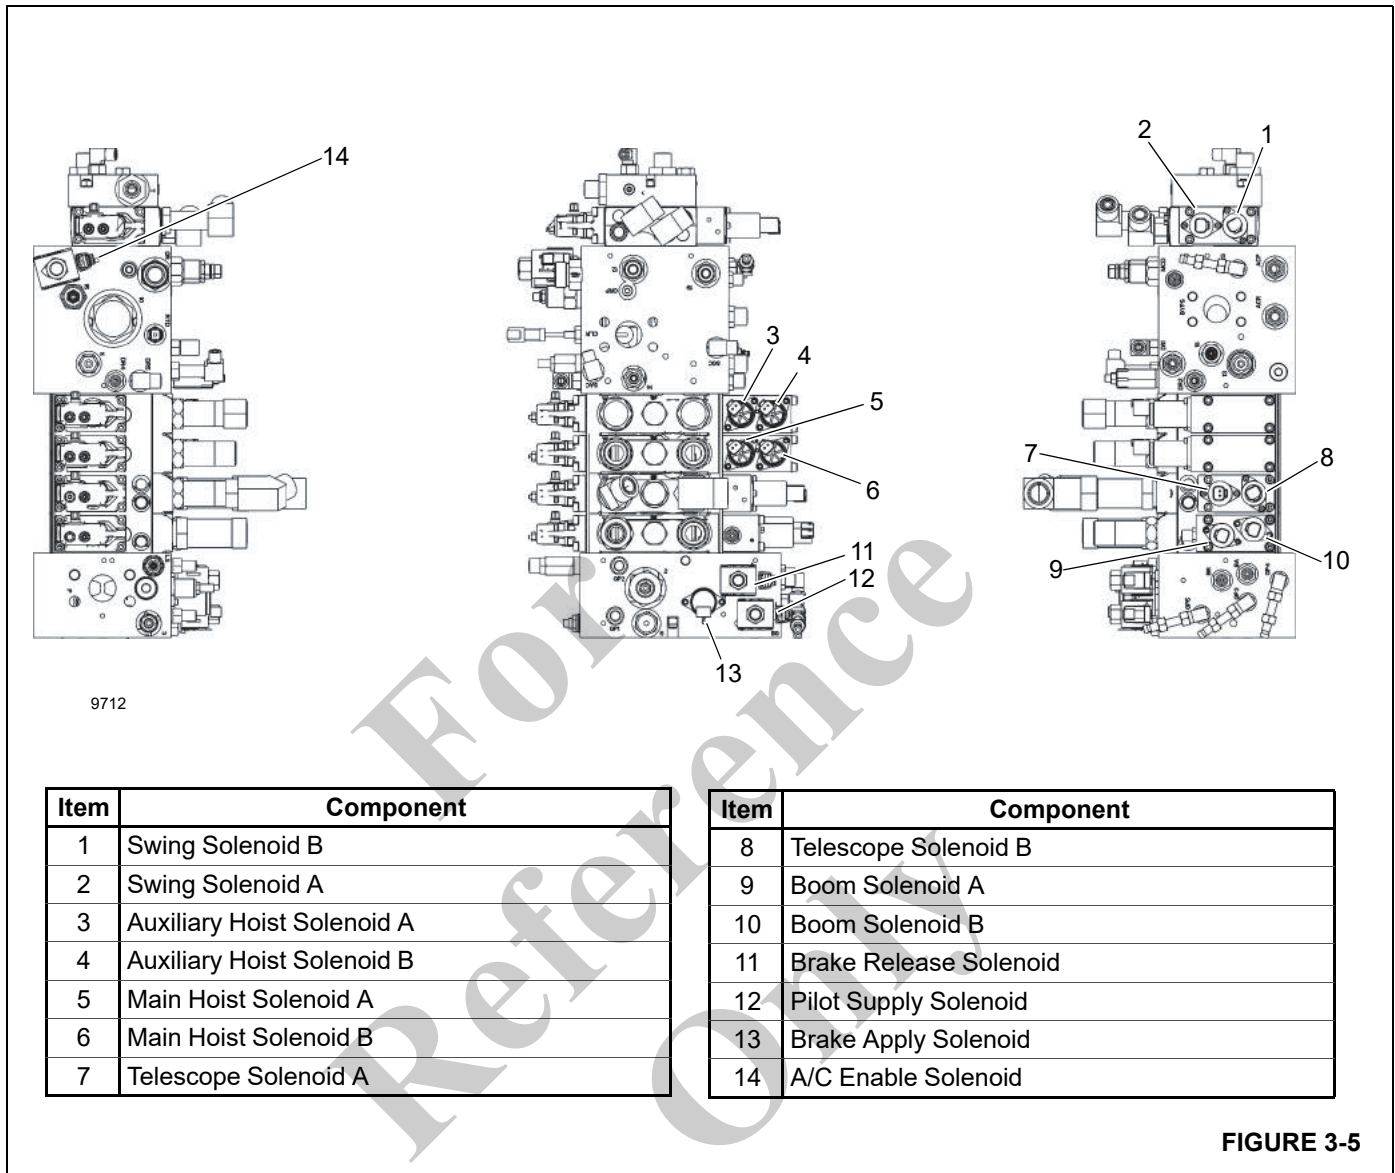 2
1
14
3
4
5
6
7
8
9
10
11
12
13
9712
Item Component
1 Swing Solenoid B
2 Swing Solenoid A
3 Auxiliary Hoist Solenoid A
4 Auxiliary Hoist Solenoid B
5 Main Hoist Solenoid A
6 Main Hoist Solenoid B
7 Telescope Solenoid A
Item Component
8 Telescope Solenoid B
9 Boom Solenoid A
10 Boom Solenoid B
11 Brake Release Solenoid
12 Pilot Supply Solenoid
13 Brake Apply Solenoid
14 A/C Enable Solenoid
For
Reference
Only
FIGURE 3-5